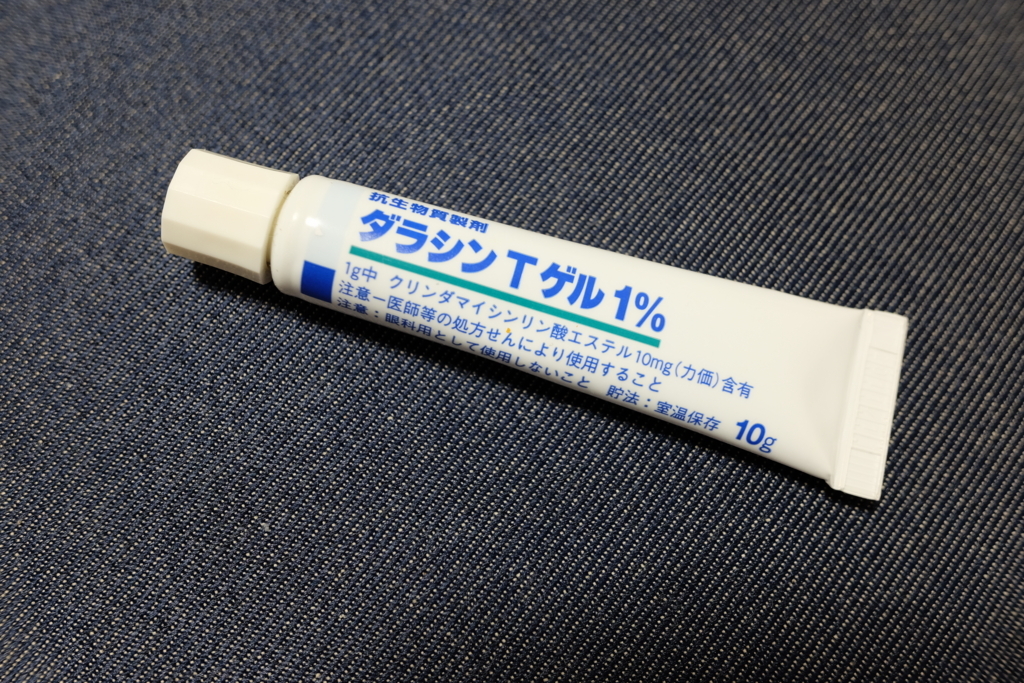 抗生物質製剤
ダラシンTゲル1%
1g中 クリンダマイシンリン酸エステル10mg(力価)含有
注意－医師等の処方せんにより使用すること
注意：眼科用として使用しないこと 貯法：室温保存 10g